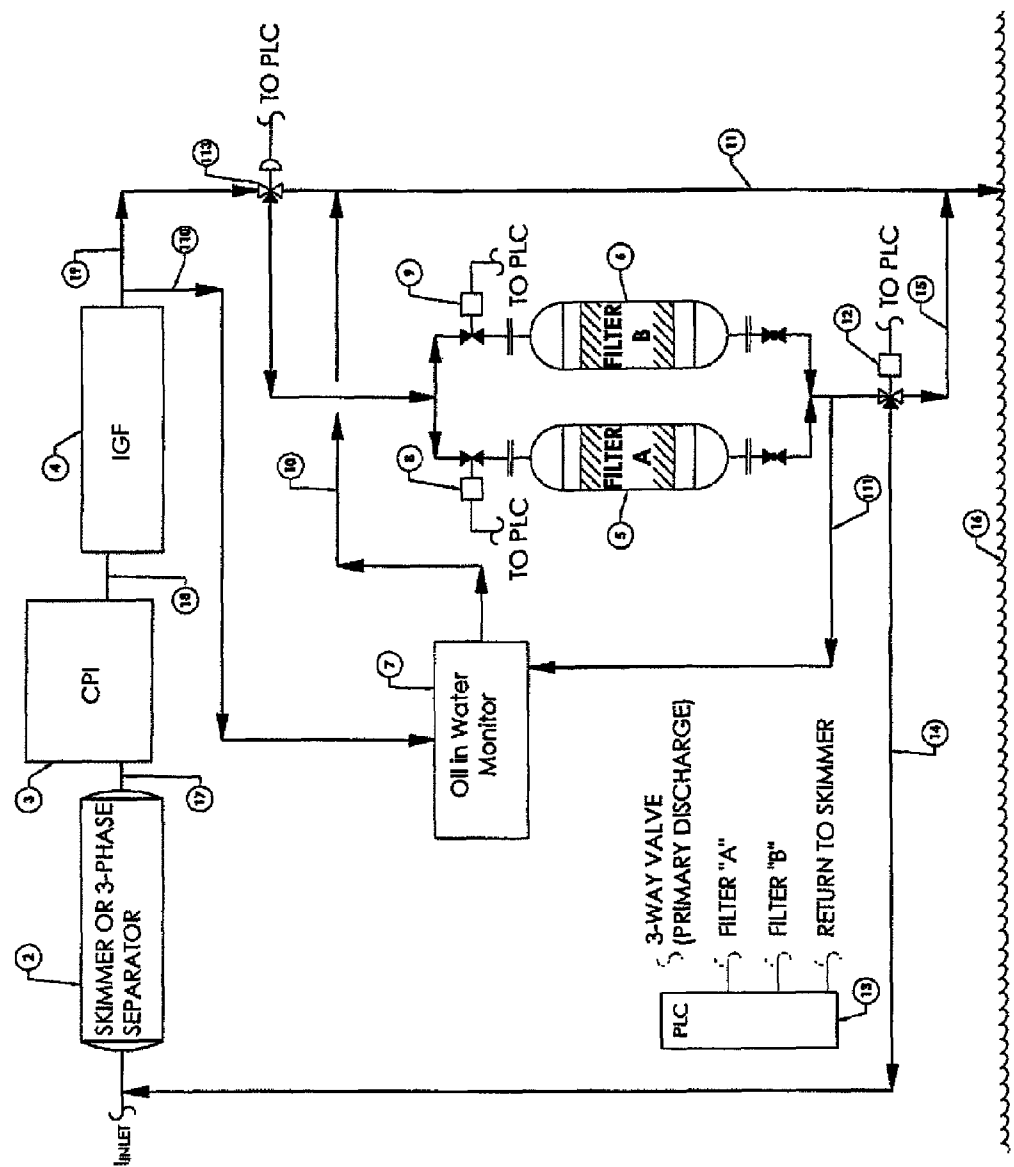 TO PLC
113
11
19
110
4
IGF
9
TO PLC
6
FILTER
B
10
8
TO PLC
FILTER
A
5
12
TO PLC
15
18
111
16
3
CPI
7
Oil in Water
Monitor
17
14
2
SKIMMER OR 3-PHASE
SEPARATOR
3-WAY VALVE
(PRIMARY DISCHARGE)
FILTER "A"
FILTER "B"
RETURN TO SKIMMER
PLC
13
INLET